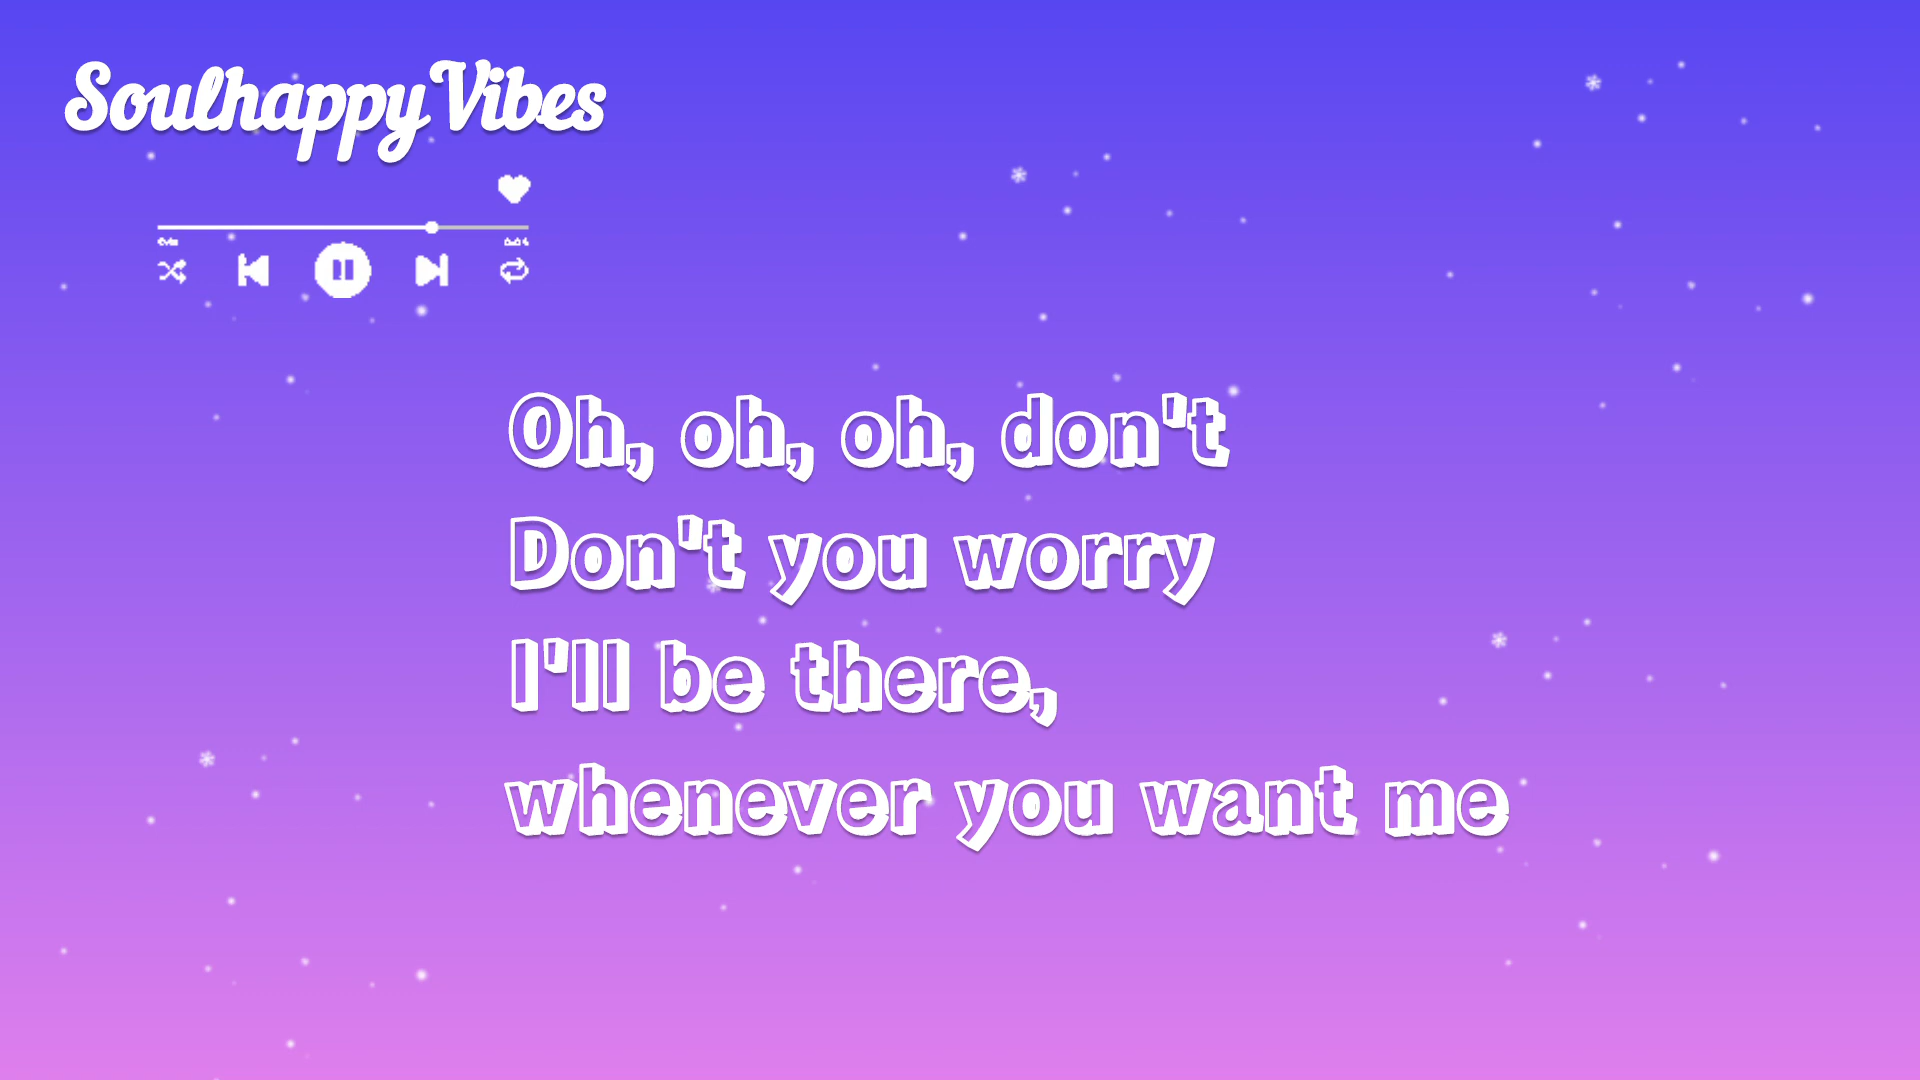 Soulhappy Vibes
Oh, oh, oh, don't
Don't you worry
I'll be there,
whenever you want me